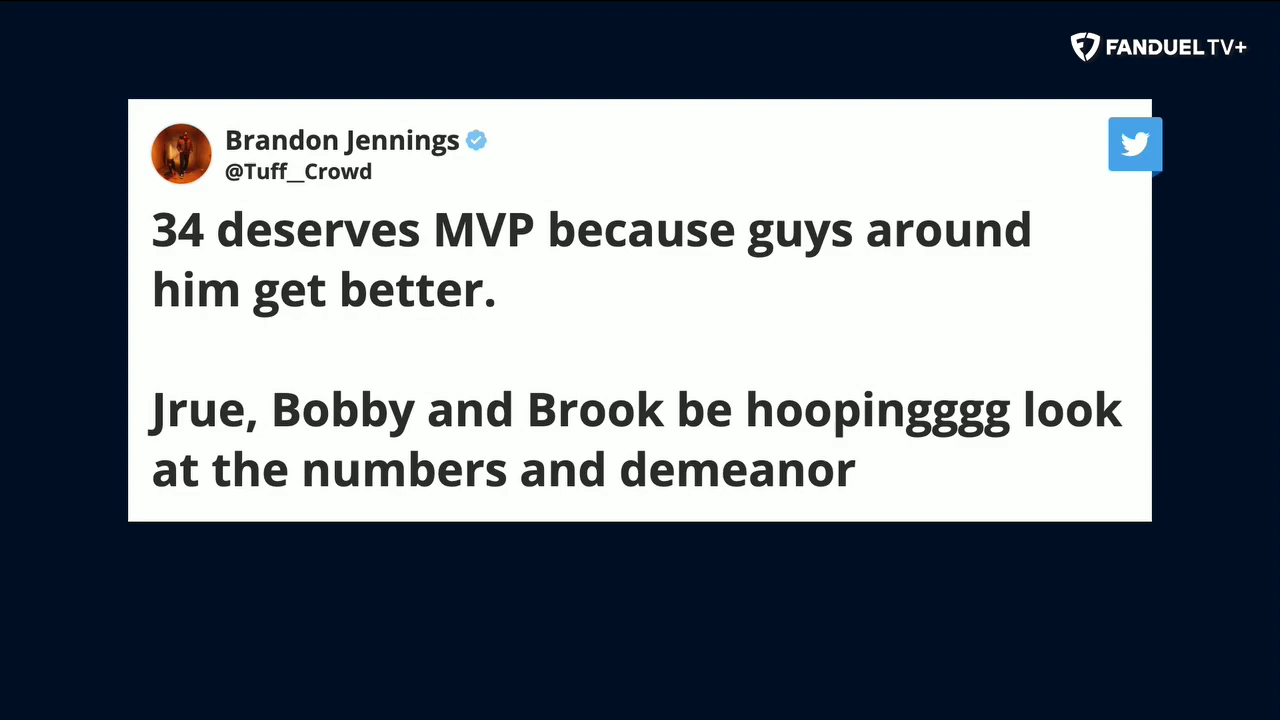 FANDUEL TV+
Brandon Jennings
@Tuff__Crowd
34 deserves MVP because guys around
him get better.
Jrue, Bobby and Brook be hoopingggg look
at the numbers and demeanor